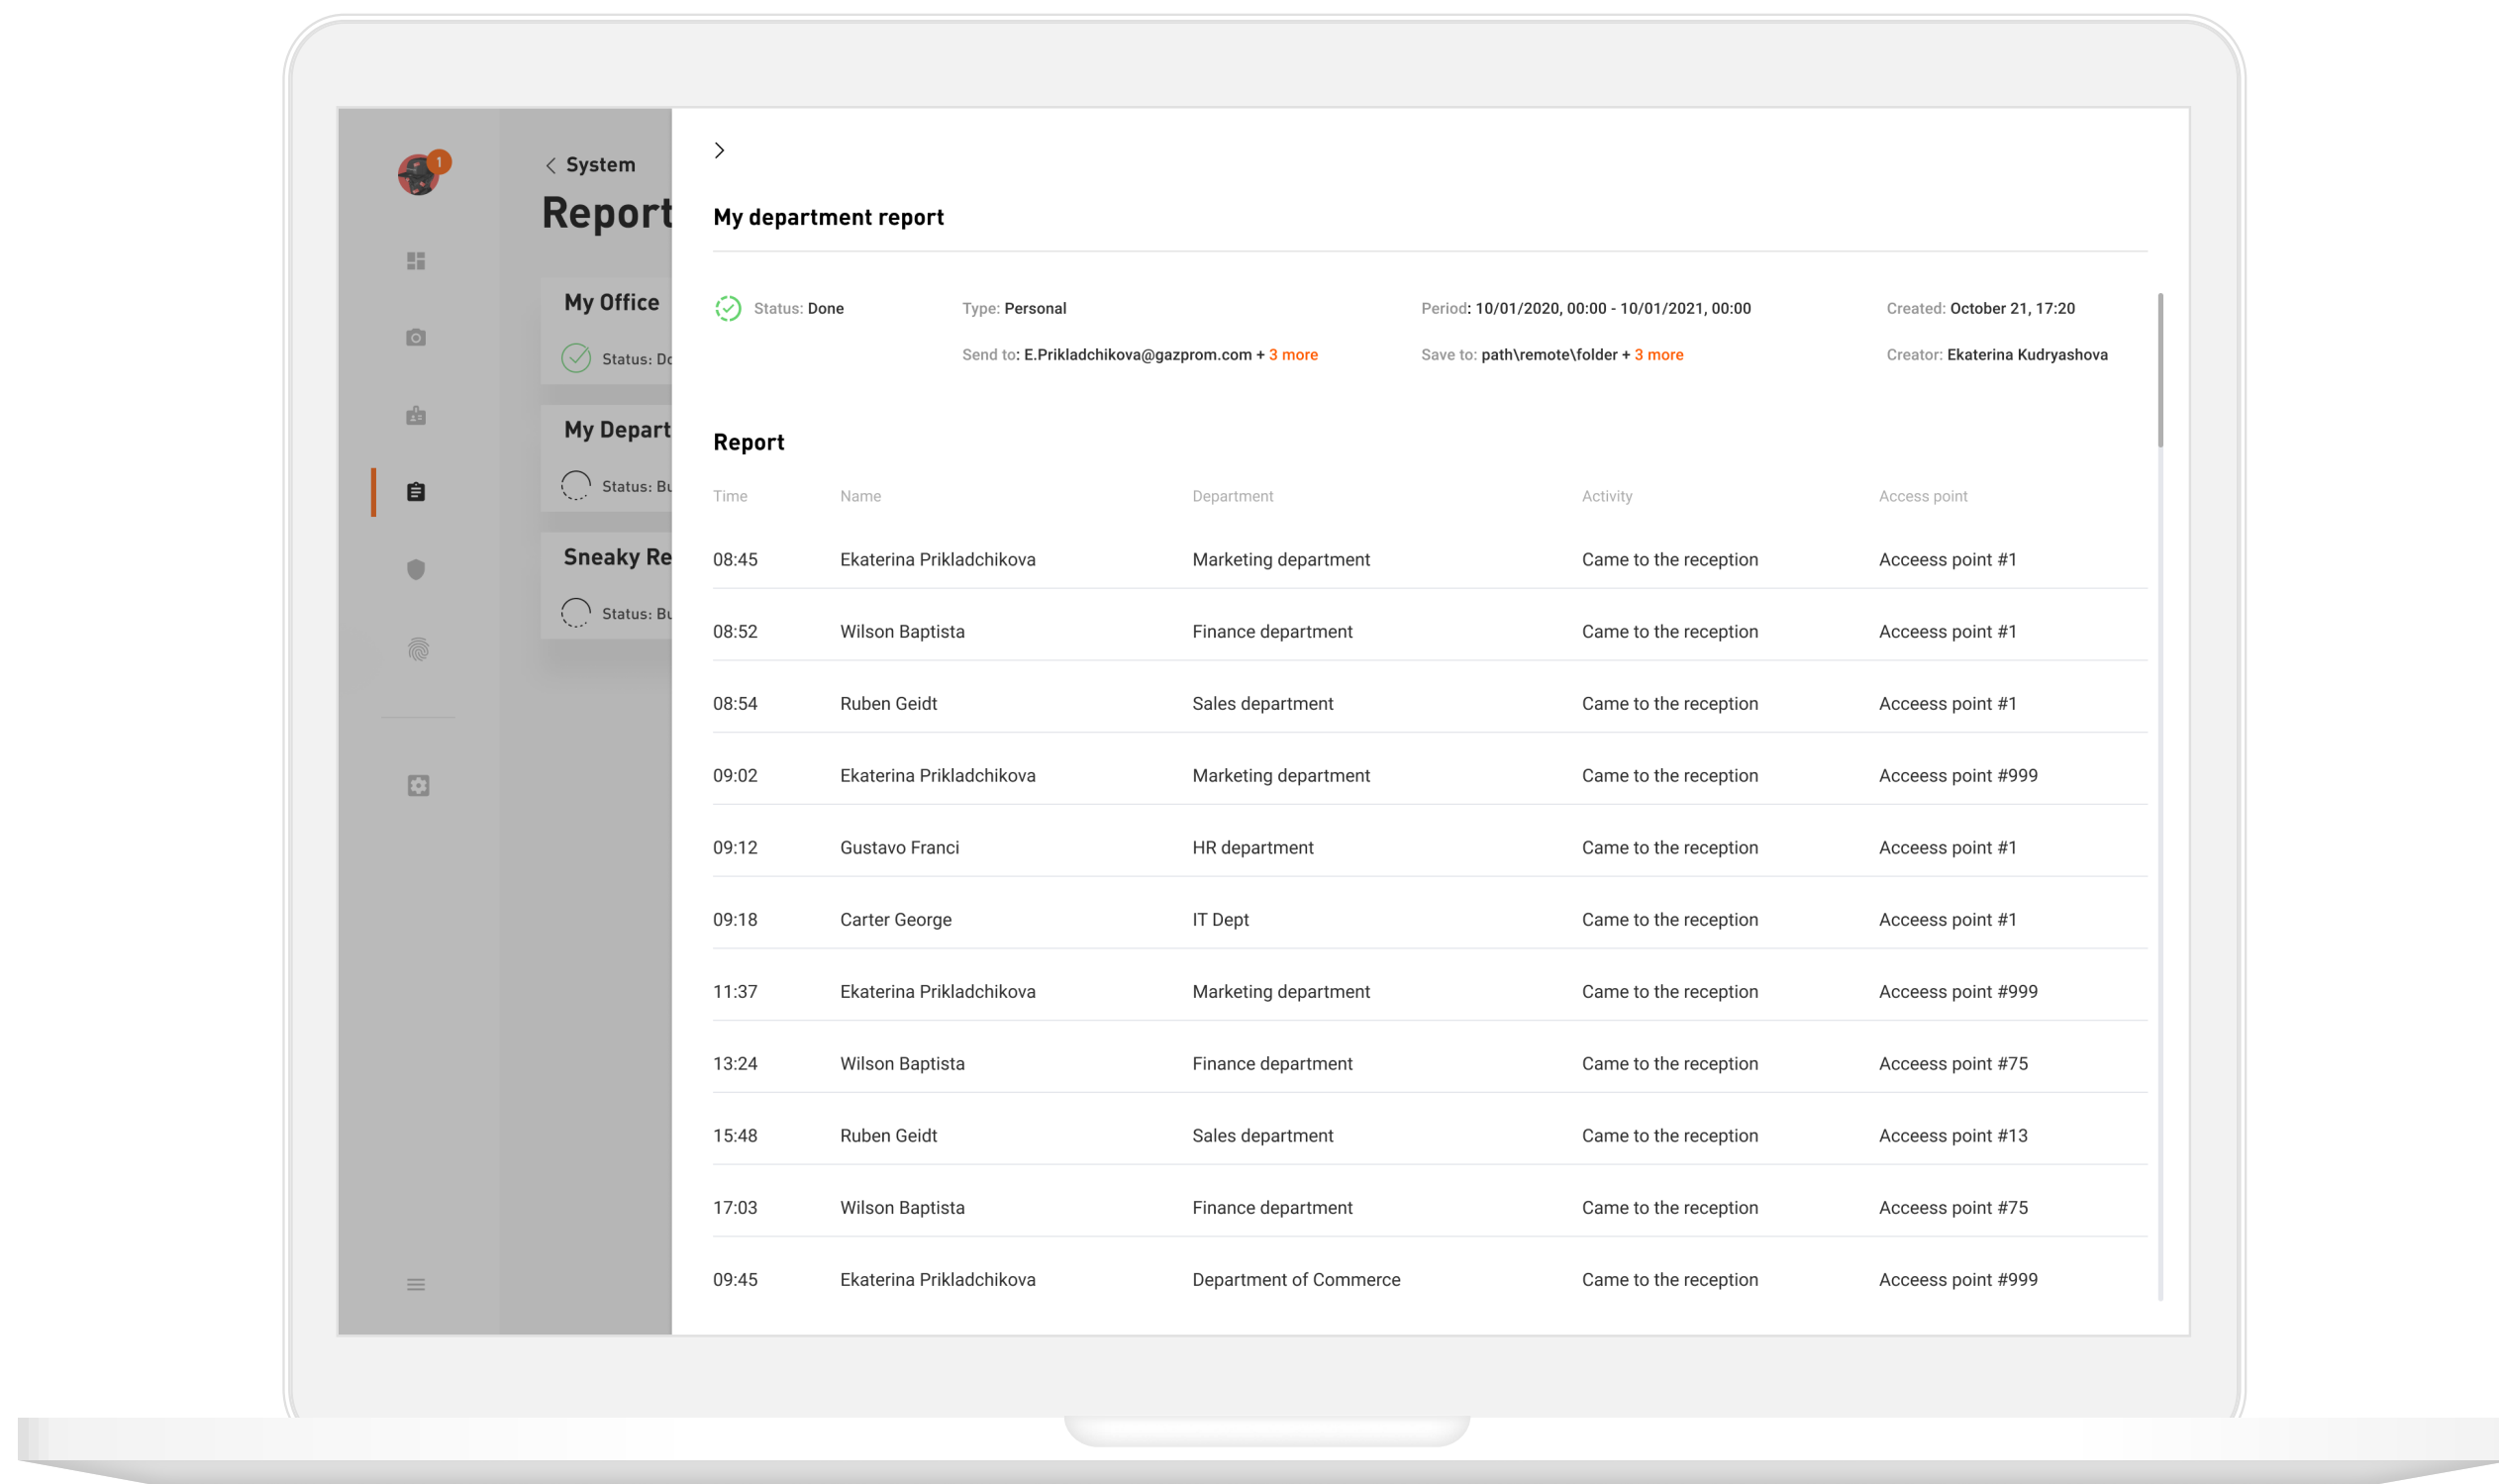 1
System
Report
My Office
Status: Do
My Depart
Status: Bu
Sneaky Re
Status: Bu
My department report
Status: Done Type: Personal Period: 10/01/2020, 00:00 - 10/01/2021, 00:00 Created: October 21, 17:20
Send to: E.Prikladchikova@gazprom.com + 3 more Save to: path\remote\folder + 3 more Creator: Ekaterina Kudryashova
Report
Time Name Department Activity Access point
08:45 Ekaterina Prikladchikova Marketing department Came to the reception Acceess point #1
08:52 Wilson Baptista Finance department Came to the reception Acceess point #1
08:54 Ruben Geidt Sales department Came to the reception Acceess point #1
09:02 Ekaterina Prikladchikova Marketing department Came to the reception Acceess point #999
09:12 Gustavo Franci HR department Came to the reception Acceess point #1
09:18 Carter George IT Dept Came to the reception Acceess point #1
11:37 Ekaterina Prikladchikova Marketing department Came to the reception Acceess point #999
13:24 Wilson Baptista Finance department Came to the reception Acceess point #75
15:48 Ruben Geidt Sales department Came to the reception Acceess point #13
17:03 Wilson Baptista Finance department Came to the reception Acceess point #75
09:45 Ekaterina Prikladchikova Department of Commerce Came to the reception Acceess point #999